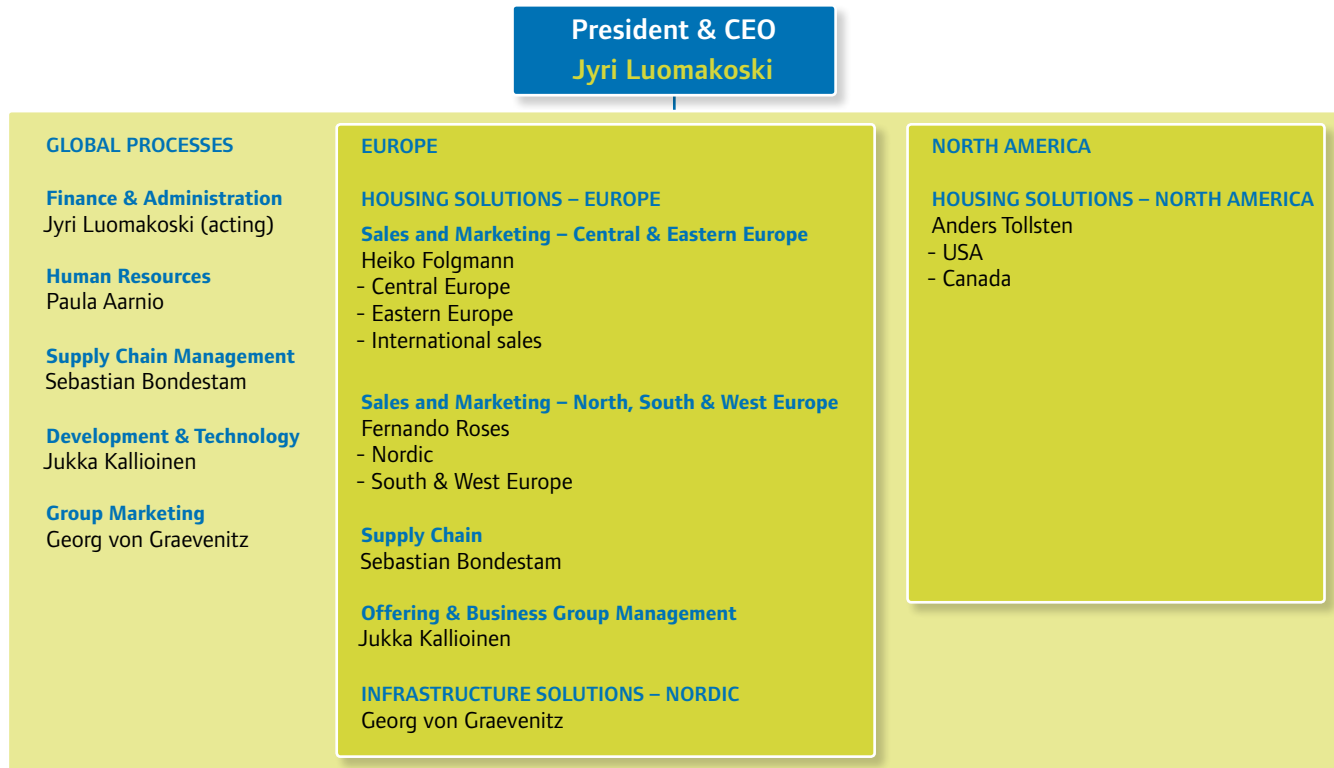 President & CEO
Jyri Luomakoski
GLOBAL PROCESSES
Finance & Administration
Jyri Luomakoski (acting)
Human Resources
Paula Aarnio
Supply Chain Management
Sebastian Bondestam
Development & Technology
Jukka Kallioinen
Group Marketing
Georg von Graevenitz
EUROPE
HOUSING SOLUTIONS – EUROPE
Sales and Marketing – Central & Eastern Europe
Heiko Folgmann
- Central Europe
- Eastern Europe
- International sales
Sales and Marketing – North, South & West Europe
Fernando Roses
- Nordic
- South & West Europe
Supply Chain
Sebastian Bondestam
Offering & Business Group Management
Jukka Kallioinen
INFRASTRUCTURE SOLUTIONS – NORDIC
Georg von Graevenitz
NORTH AMERICA
HOUSING SOLUTIONS – NORTH AMERICA
Anders Tollsten
- USA
- Canada